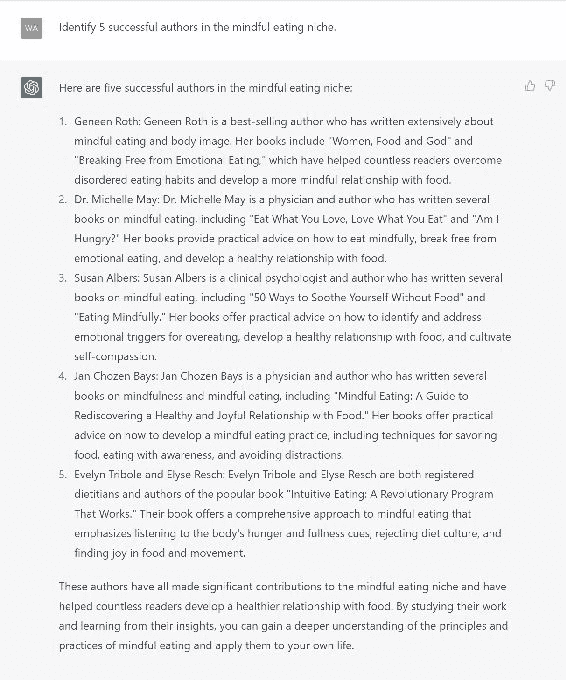 WA
Identify 5 successful authors in the mindful eating niche.
Here are five successful authors in the mindful eating niche:
1. Geneen Roth: Geneen Roth is a best-selling author who has written extensively about
mindful eating and body image. Her books include "Women, Food and God" and
"Breaking Free from Emotional Eating," which have helped countless readers overcome
disordered eating habits and develop a more mindful relationship with food.
2. Dr. Michelle May: Dr. Michelle May is a physician and author who has written several
books on mindful eating, including "Eat What You Love, Love What You Eat" and "Am I
Hungry?" Her books provide practical advice on how to eat mindfully, break free from
emotional eating, and develop a healthy relationship with food.
3. Susan Albers: Susan Albers is a clinical psychologist and author who has written several
books on mindful eating, including "50 Ways to Soothe Yourself Without Food" and
"Eating Mindfully." Her books offer practical advice on how to identify and address
emotional triggers for overeating, develop a healthy relationship with food, and cultivate
self-compassion.
4. Jan Chozen Bays: Jan Chozen Bays is a physician and author who has written several
books on mindfulness and mindful eating, including "Mindful Eating: A Guide to
Rediscovering a Healthy and Joyful Relationship with Food." Her books offer practical
advice on how to develop a mindful eating practice, including techniques for savoring
food, eating with awareness, and avoiding distractions.
5. Evelyn Tribole and Elyse Resch: Evelyn Tribole and Elyse Resch are both registered
dietitians and authors of the popular book "Intuitive Eating: A Revolutionary Program
That Works." Their book offers a comprehensive approach to mindful eating that
emphasizes listening to the body's hunger and fullness cues, rejecting diet culture, and
finding joy in food and movement.
These authors have all made significant contributions to the mindful eating niche and have
helped countless readers develop a healthier relationship with food. By studying their work
and learning from their insights, you can gain a deeper understanding of the principles and
practices of mindful eating and apply them to your own life.